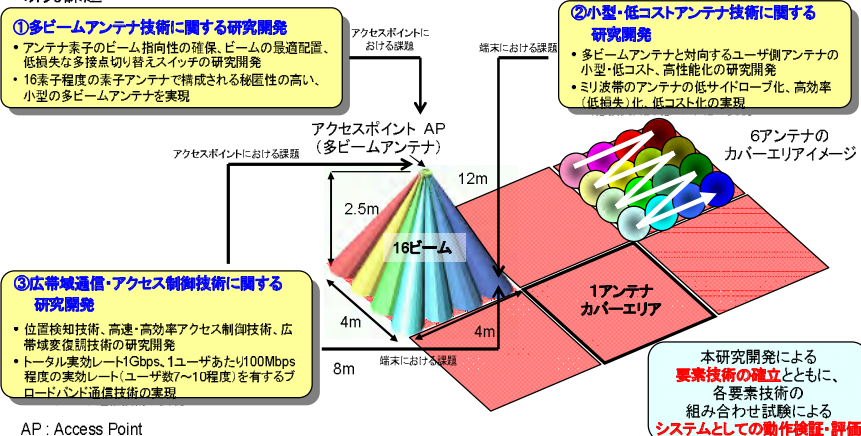 ①多ビームアンテナ技術に関する研究開発
• アンテナ素子のビーム指向性の確保、ビームの最適配置、
低損失な多接点切り替えスイッチの研究開発
• 16素子程度の素子アンテナで構成される秘匿性の高い、
小型の多ビームアンテナを実現
アクセスポイントに
おける課題
端末における課題
②小型・低コストアンテナ技術に関する
研究開発
• 多ビームアンテナと対向するユーザ側アンテナの
小型・低コスト、高性能化の研究開発
• ミリ波帯のアンテナの低サイドローブ化、高効率
(低損失)化、低コスト化の実現
アクセスポイント AP
(多ビームアンテナ)
アクセスポイントにおける課題
6アンテナの
カバーエリアイメージ
12m
2.5m
16ビーム
4m
4m
8m
1アンテナ
カバーエリア
③広帯域通信・アクセス制御技術に関する
研究開発
• 位置検知技術、高速・高効率アクセス制御技術、広
帯域変復調技術の研究開発
• トータル実効レート1Gbps、1ユーザあたり100Mbps
程度の実効レート(ユーザ数7～10程度)を有するブ
ロードバンド通信技術の実現
端末における課題
本研究開発による
要素技術の確立とともに、
各要素技術の
組み合わせ試験による
システムとしての動作検証・評価
AP : Access Point